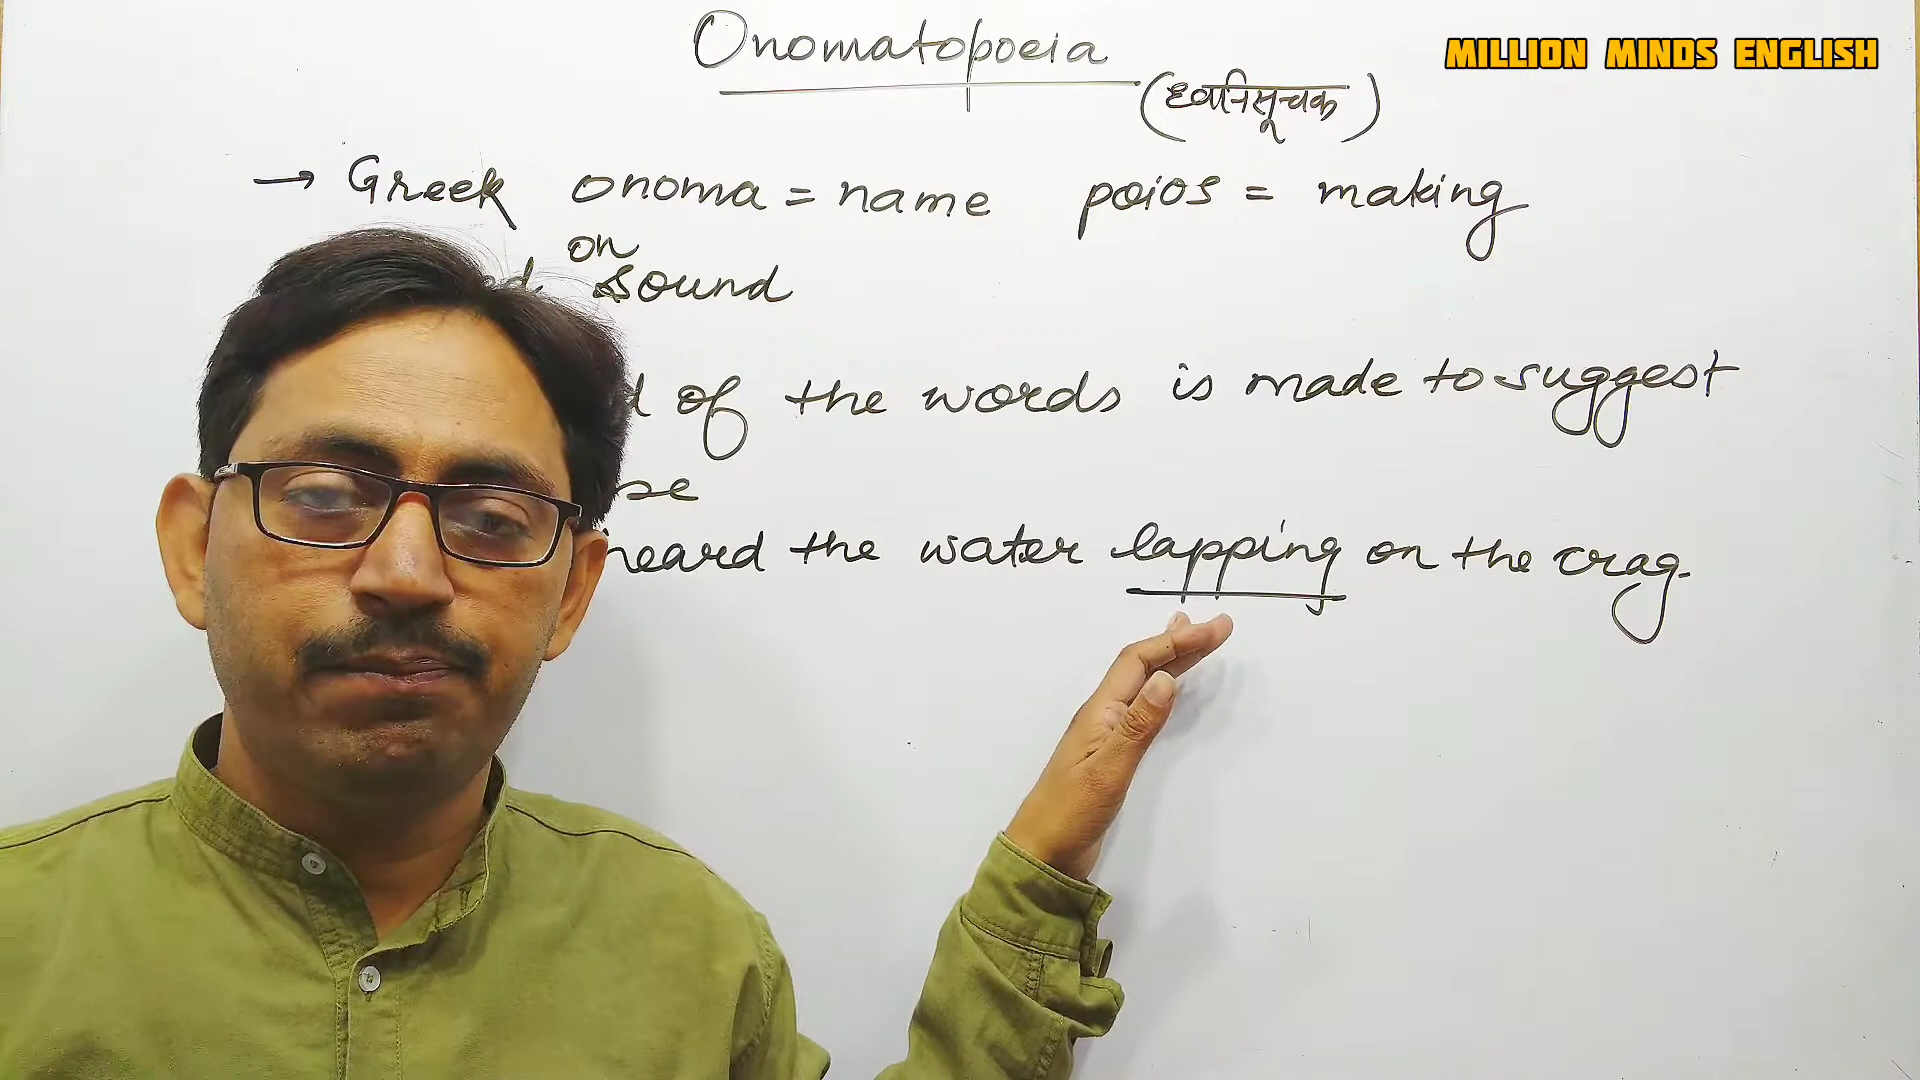 Onomatopoeia
MILLION MINDS ENGLISH
(ध्वनिसूचक)
→ Greek onoma = name poios = making
on
sound
of the words is made to suggest
heard the water lapping on the crag.